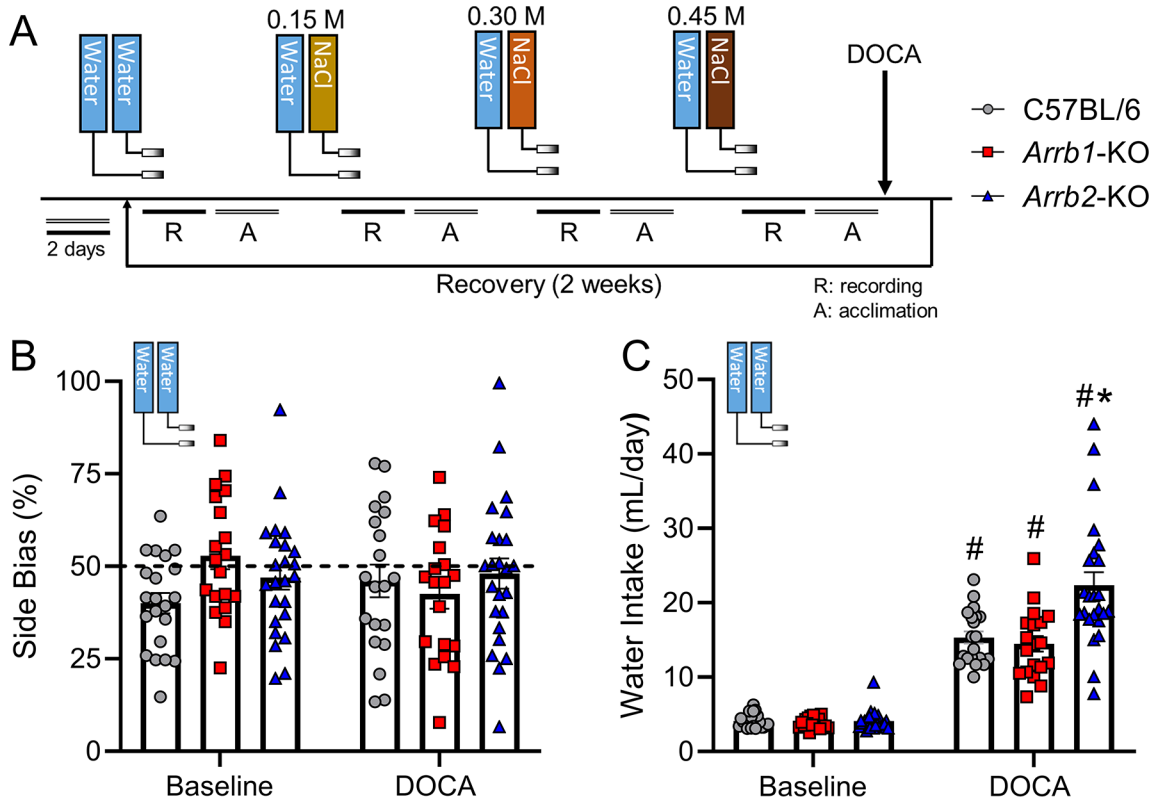 A
0.15 M
0.30 M
0.45 M
DOCA
Water
Water
Water
NaCl
Water
NaCl
Water
NaCl
C57BL/6
Arrb1-KO
Arrb2-KO
2 days
R
A
R
A
R
A
R
A
Recovery (2 weeks)
R: recording
A: acclimation
B
Water
Water
Side Bias (%)
100
75
50
25
0
Baseline
DOCA
C
Water
Water
Water Intake (mL/day)
50
40
30
20
10
0
#
#
#*
Baseline
DOCA